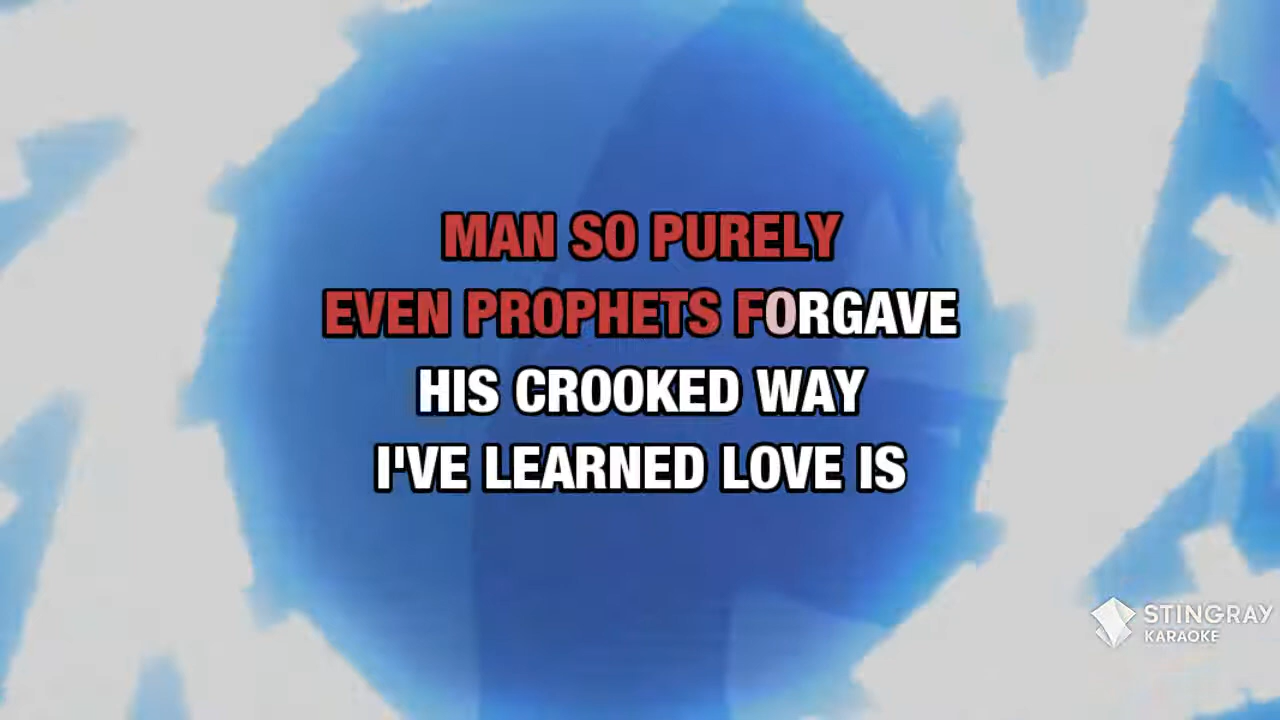 MAN SO PURELY
EVEN PROPHETS FORGAVE
HIS CROOKED WAY
I'VE LEARNED LOVE IS
STINGRAY
KARAOKE